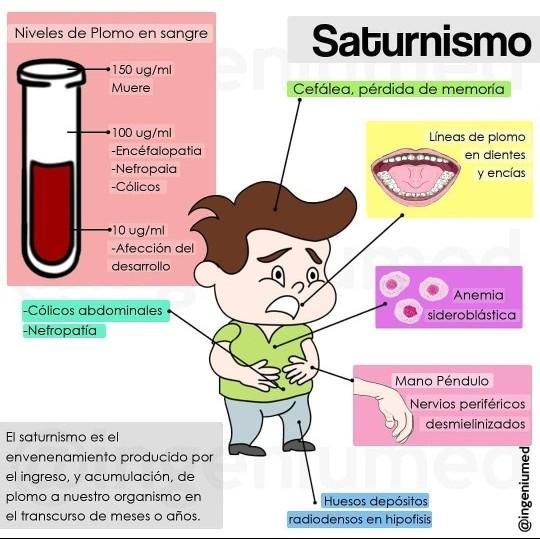 Niveles de Plomo en sangre
150 ug/ml
Muere
100 ug/ml
-Encéfalopatia
-Nefropaia
-Cólicos
10 ug/ml
-Afección del
desarrollo
Saturnismo
Cefálea, pérdida de memoría
Líneas de plomo
en dientes
y encías
Anemia
sideroblástica
-Cólicos abdominales
-Nefropatía
Mano Péndulo
Nervios periféricos
desmielinizados
El saturnismo es el
envenenamiento producido por
el ingreso, y acumulación, de
plomo a nuestro organismo en
el transcurso de meses o años.
Huesos depósitos
radiodensos en hipofisis
@ingeniumed
@ingeniumed